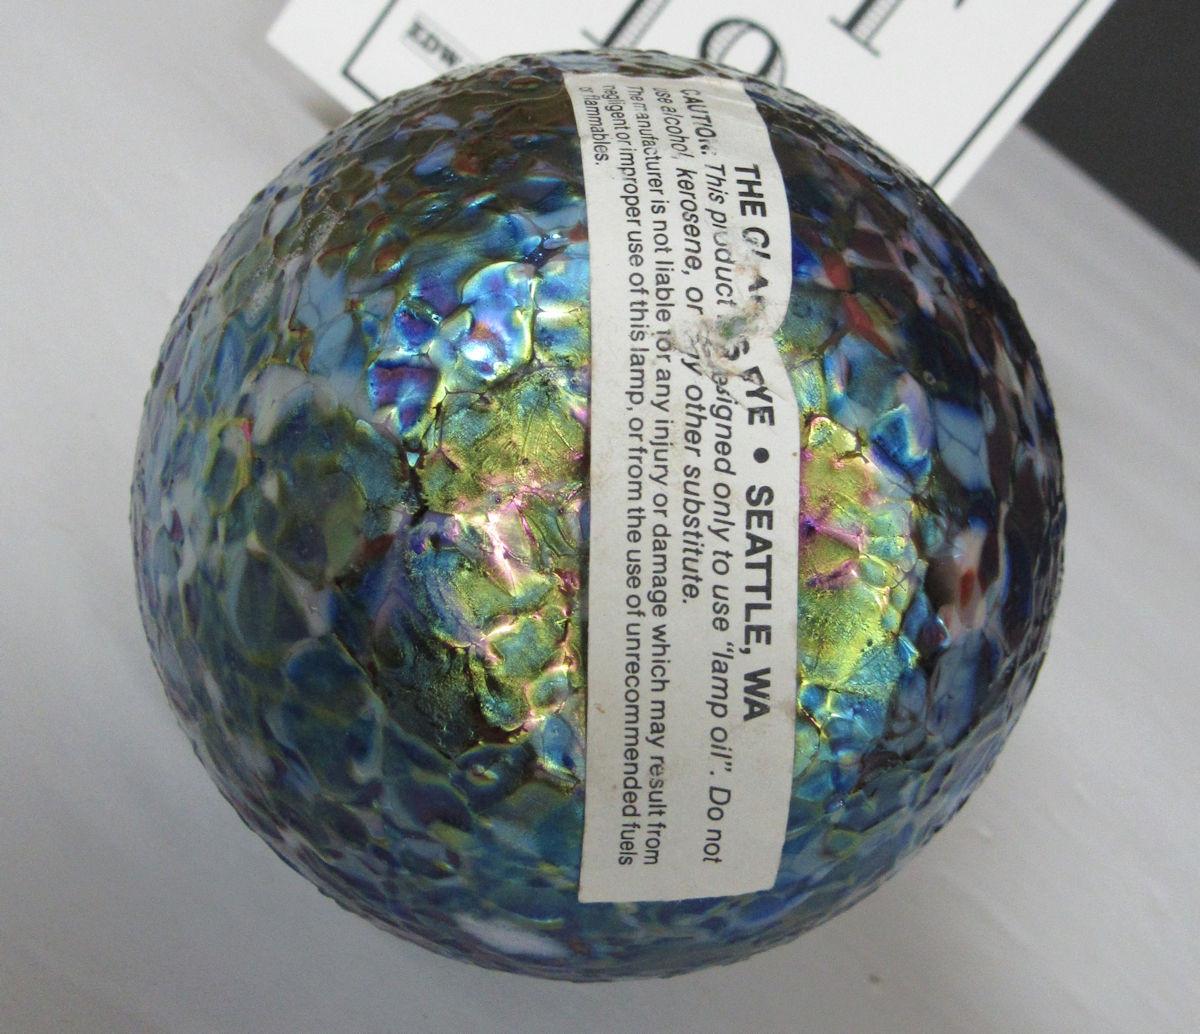 THE GLASS EYE • SEATTLE, WA
CAUTION: This product designed only to use "lamp oil". Do not
use alcohol, kerosene, or any other substitute.
The manufacturer is not liable for any injury or damage which may result from
negligent or improper use of this lamp, or from the use of unrecommended fuels
or flammables.